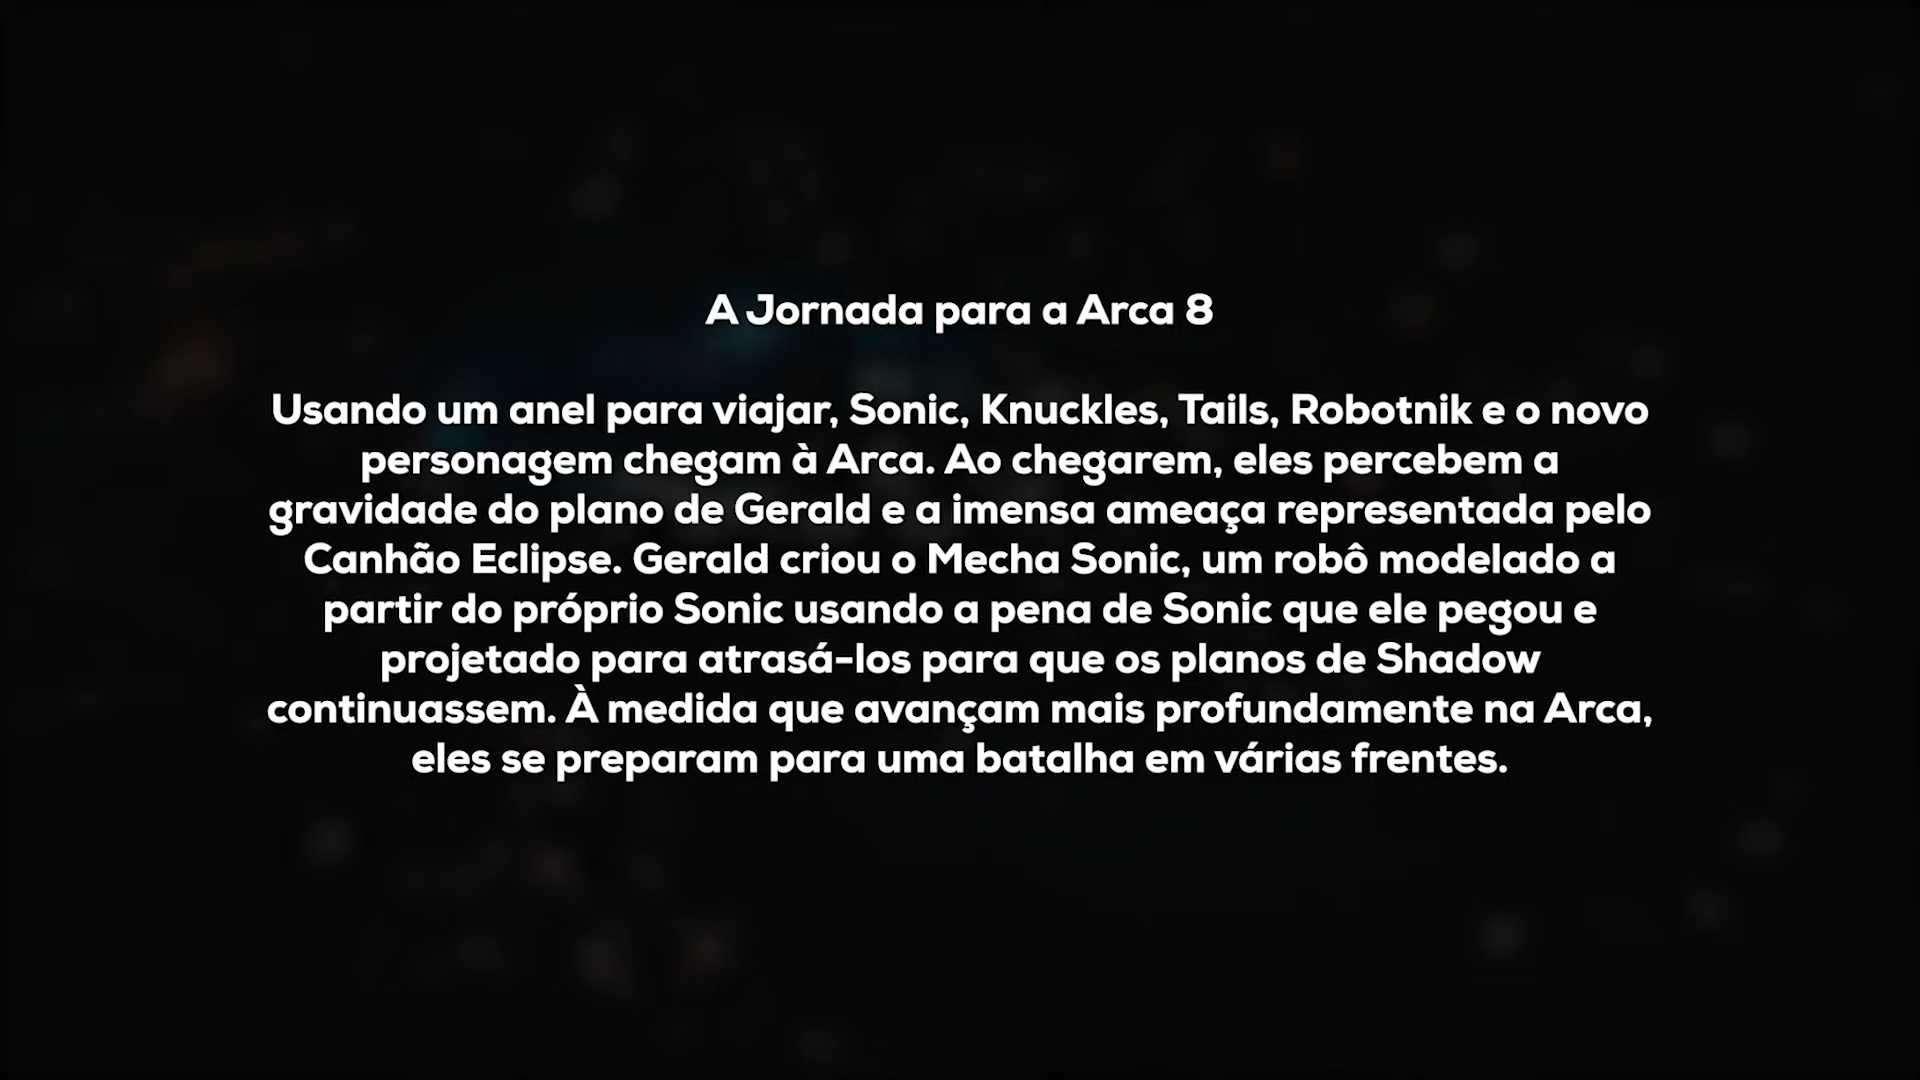 A Jornada para a Arca 8
Usando um anel para viajar, Sonic, Knuckles, Tails, Robotnik e o novo
personagem chegam à Arca. Ao chegarem, eles percebem a
gravidade do plano de Gerald e a imensa ameaça representada pelo
Canhão Eclipse. Gerald criou o Mecha Sonic, um robô modelado a
partir do próprio Sonic usando a pena de Sonic que ele pegou e
projetado para atrasá-los para que os planos de Shadow
continuassem. À medida que avançam mais profundamente na Arca,
eles se preparam para uma batalha em várias frentes.